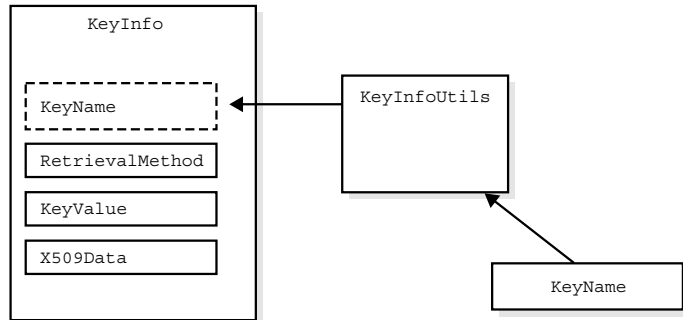 KeyInfo
KeyName
RetrievalMethod
KeyValue
X509Data
KeyInfoUtils
KeyName